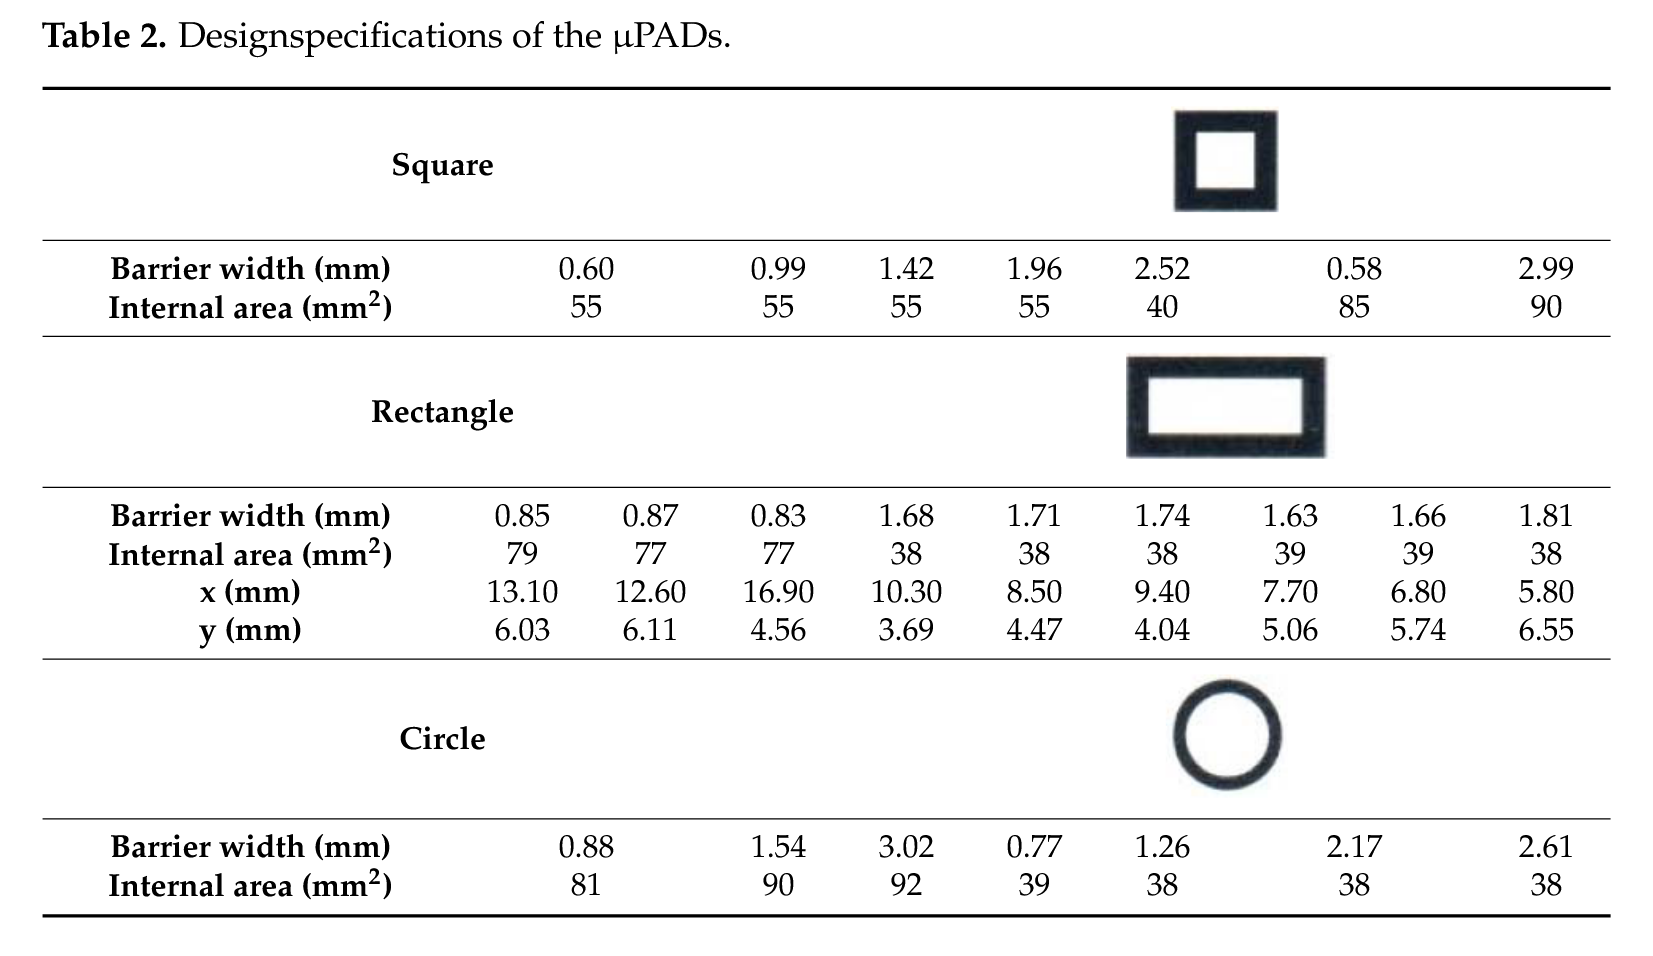 Table 2. Designspecifications of the µPADs.
Square
Barrier width (mm) 0.60 0.99 1.42 1.96 2.52 0.58 2.99
Internal area (mm²) 55 55 55 55 40 85 90
Rectangle
Barrier width (mm) 0.85 0.87 0.83 1.68 1.71 1.74 1.63 1.66 1.81
Internal area (mm²) 79 77 77 38 38 38 39 39 38
x (mm) 13.10 12.60 16.90 10.30 8.50 9.40 7.70 6.80 5.80
y (mm) 6.03 6.11 4.56 3.69 4.47 4.04 5.06 5.74 6.55
Circle
Barrier width (mm) 0.88 1.54 3.02 0.77 1.26 2.17 2.61
Internal area (mm²) 81 90 92 39 38 38 38